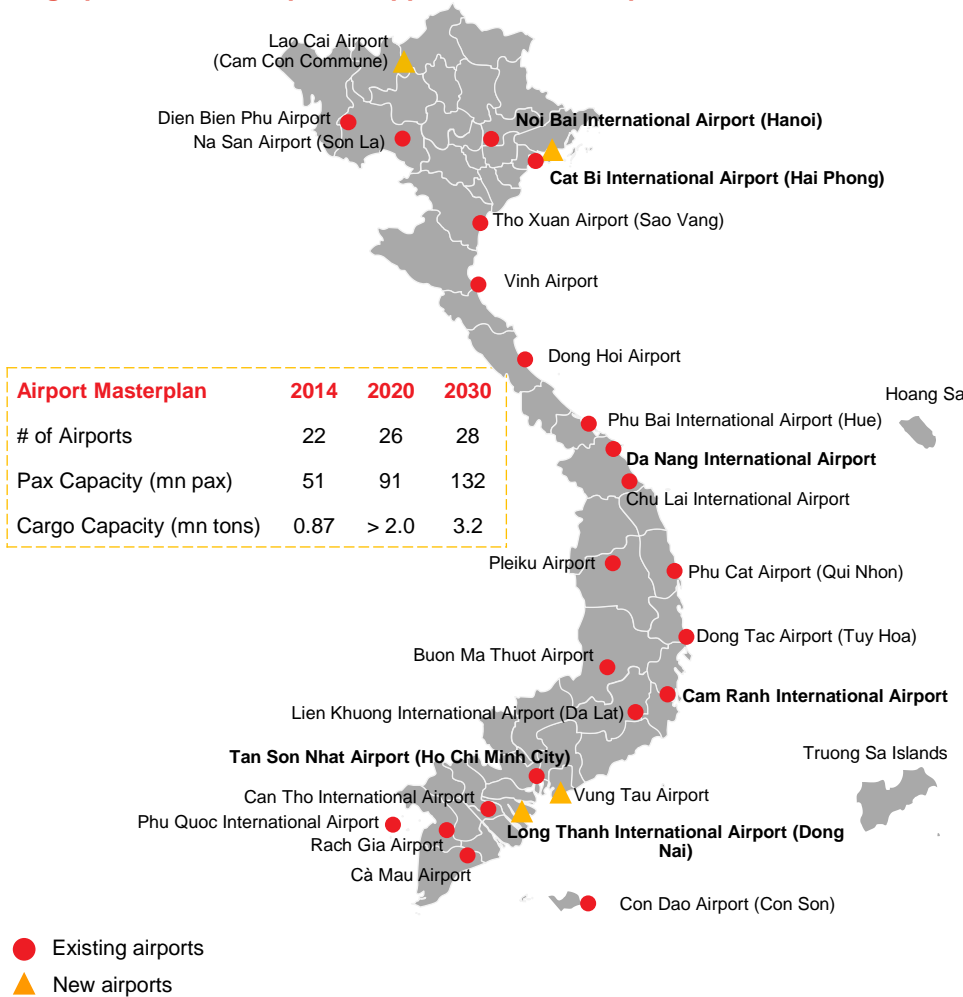 Lao Cai Airport
(Cam Con Commune)
Dien Bien Phu Airport
Na San Airport (Son La)
Noi Bai International Airport (Hanoi)
Cat Bi International Airport (Hai Phong)
Tho Xuan Airport (Sao Vang)
Vinh Airport
Dong Hoi Airport
Airport Masterplan 2014 2020 2030
# of Airports 22 26 28
Pax Capacity (mn pax) 51 91 132
Cargo Capacity (mn tons) 0.87 > 2.0 3.2
Hoang Sa
Phu Bai International Airport (Hue)
Da Nang International Airport
Chu Lai International Airport
Pleiku Airport
Phu Cat Airport (Qui Nhon)
Dong Tac Airport (Tuy Hoa)
Buon Ma Thuot Airport
Cam Ranh International Airport
Lien Khuong International Airport (Da Lat)
Tan Son Nhat Airport (Ho Chi Minh City)
Truong Sa Islands
Can Tho International Airport
Vung Tau Airport
Phu Quoc International Airport
Long Thanh International Airport (Dong
Nai)
Rach Gia Airport
Cà Mau Airport
Con Dao Airport (Con Son)
Existing airports
New airports